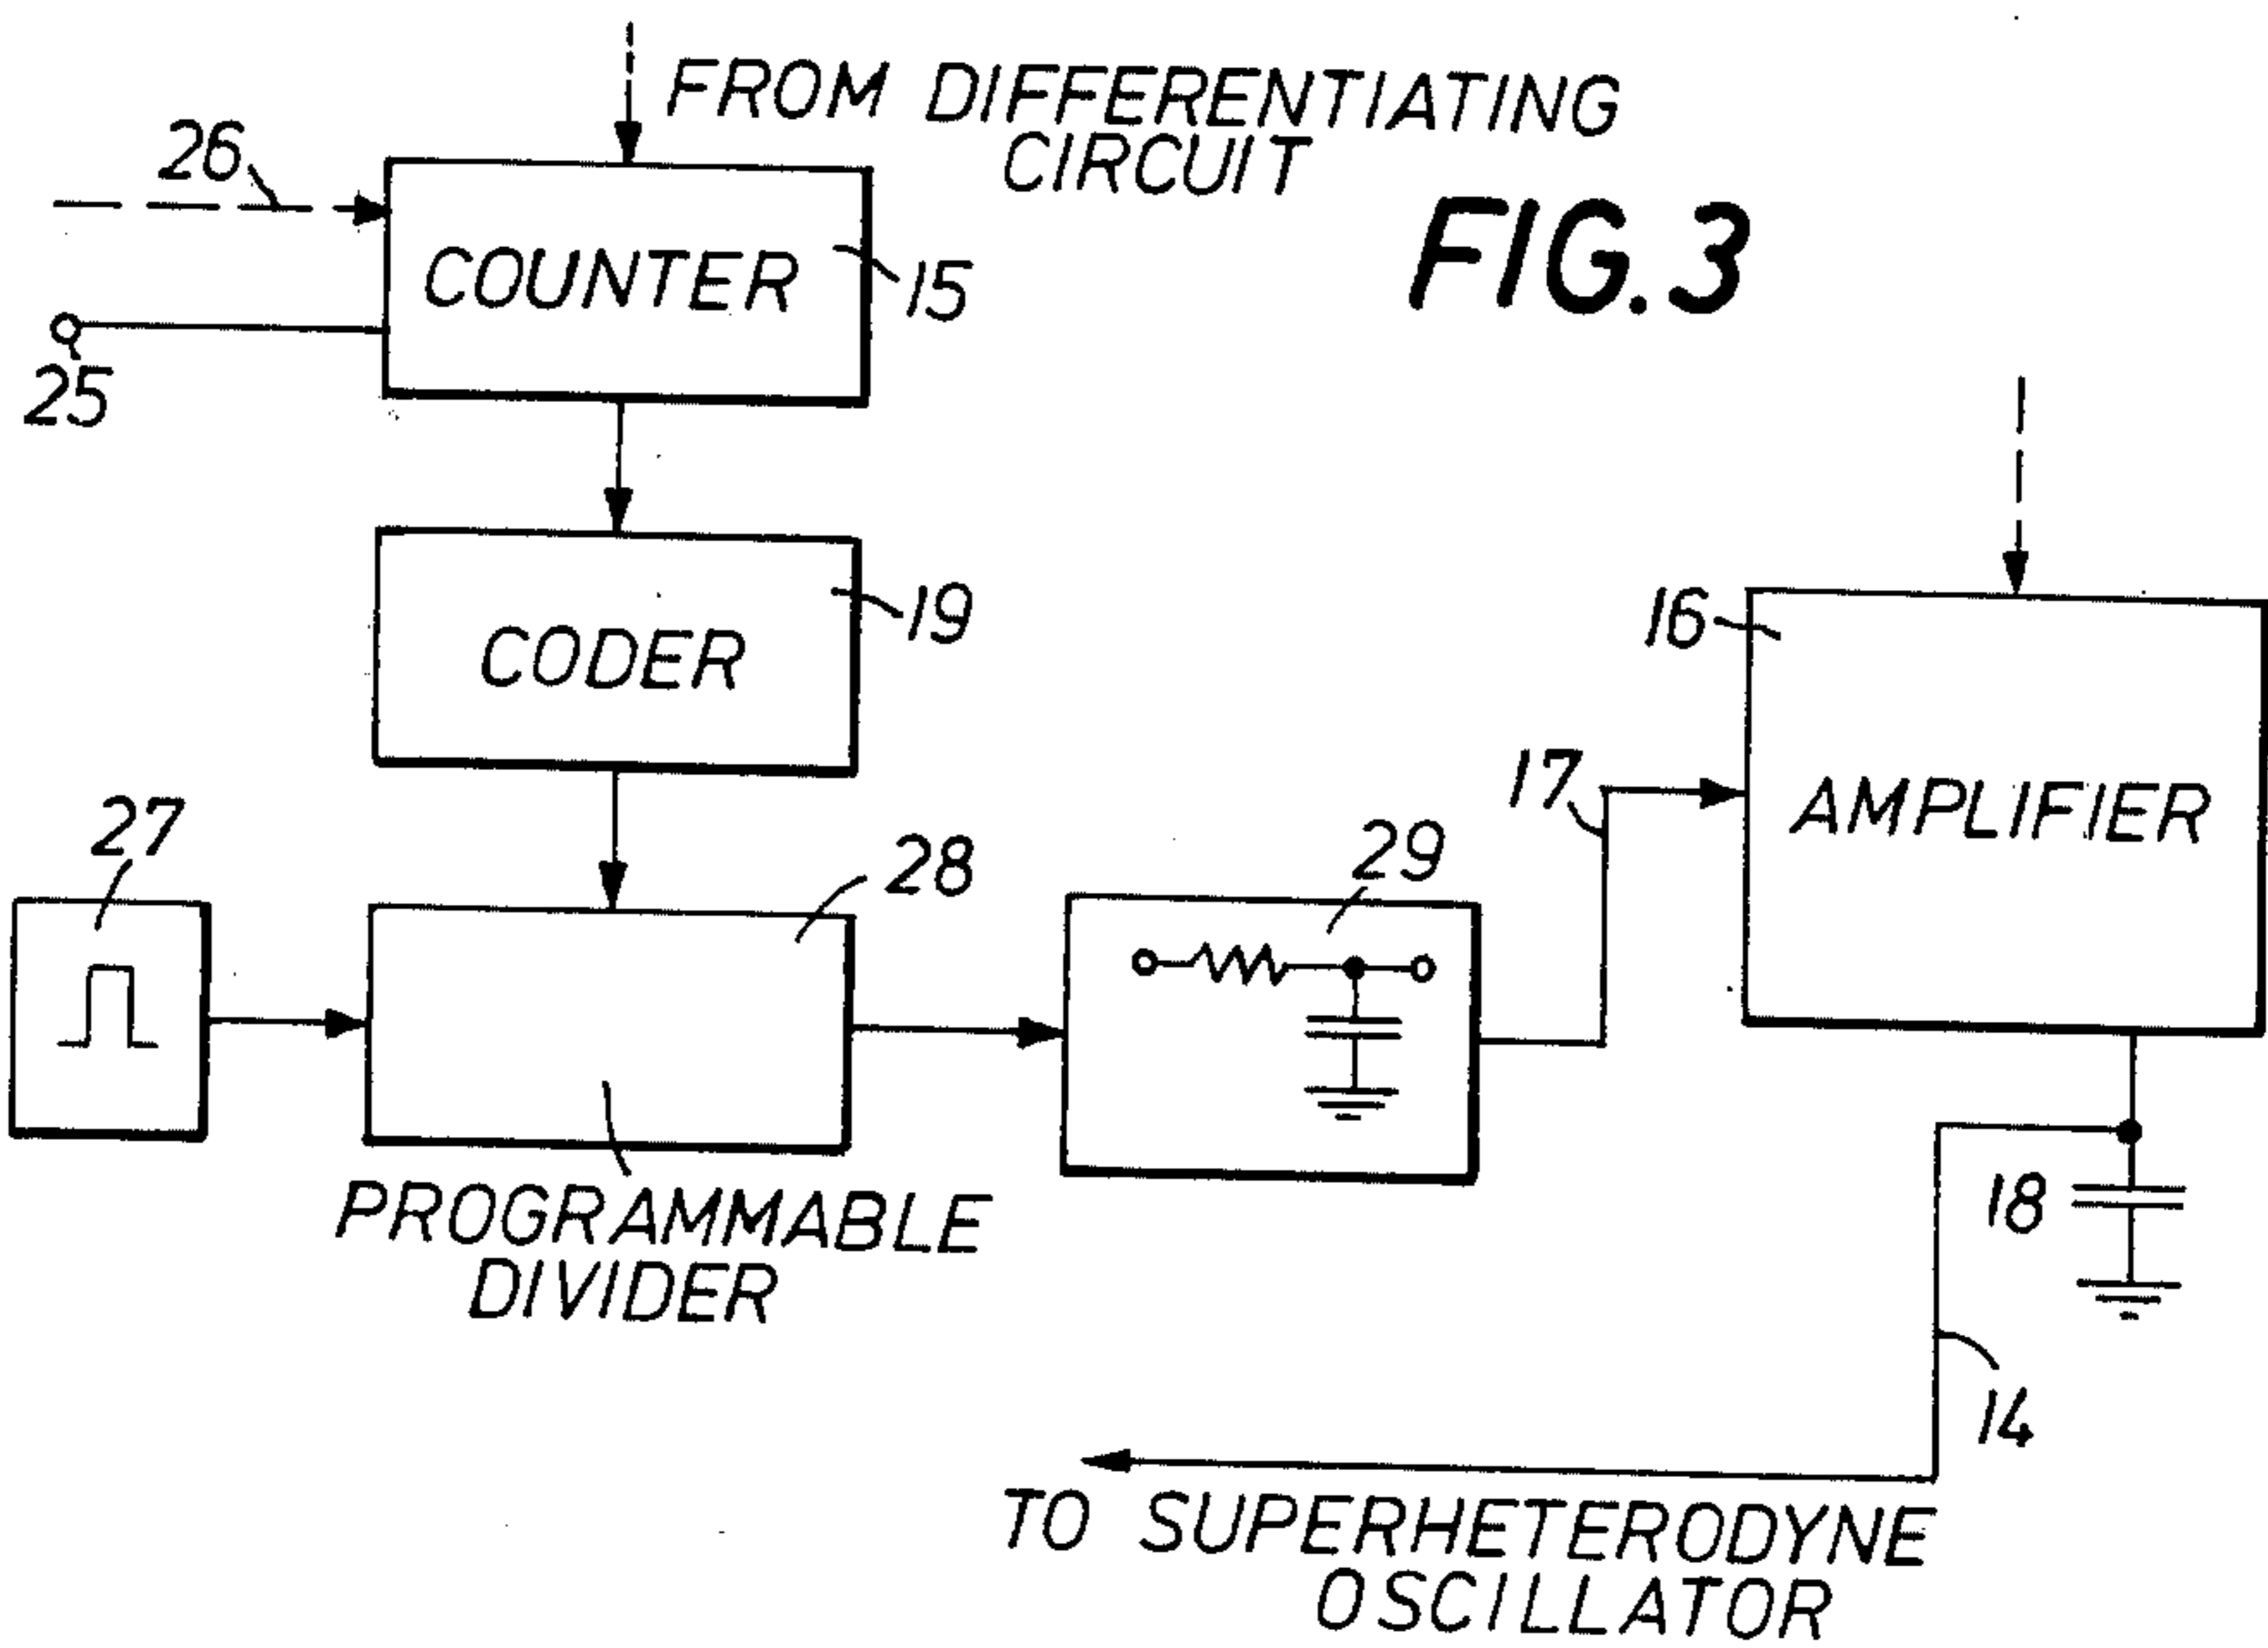 FROM DIFFERENTIATING
CIRCUIT
FIG.3
26
COUNTER
15
25
CODER
19
16
AMPLIFIER
17
27
28
29
PROGRAMMABLE
DIVIDER
18
14
TO SUPERHETERODYNE
OSCILLATOR